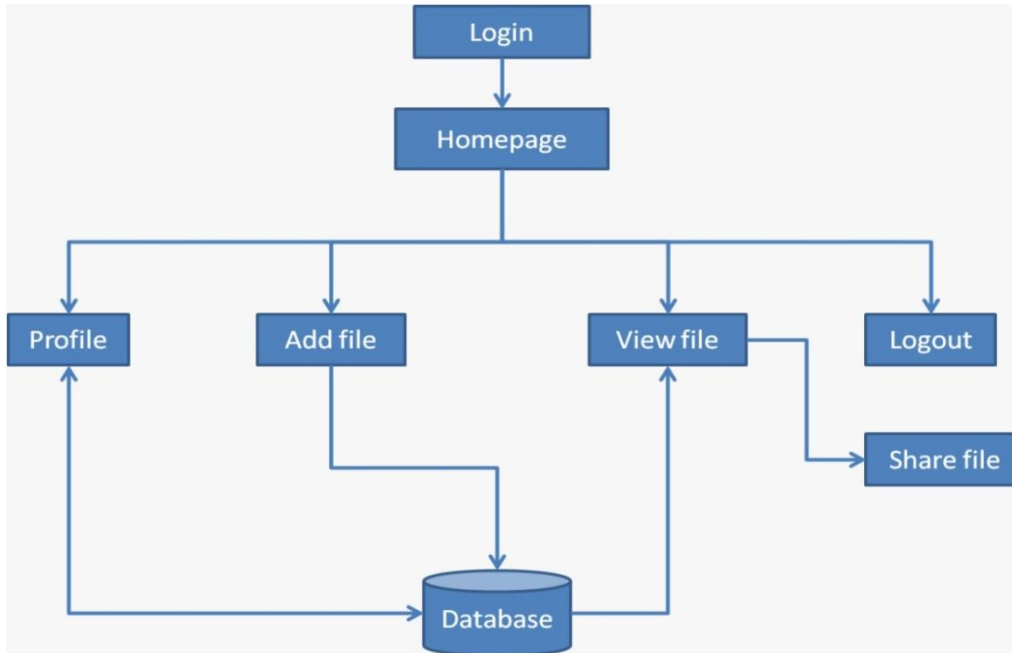 Login
Homepage
Profile
Add file
View file
Logout
Share file
Database